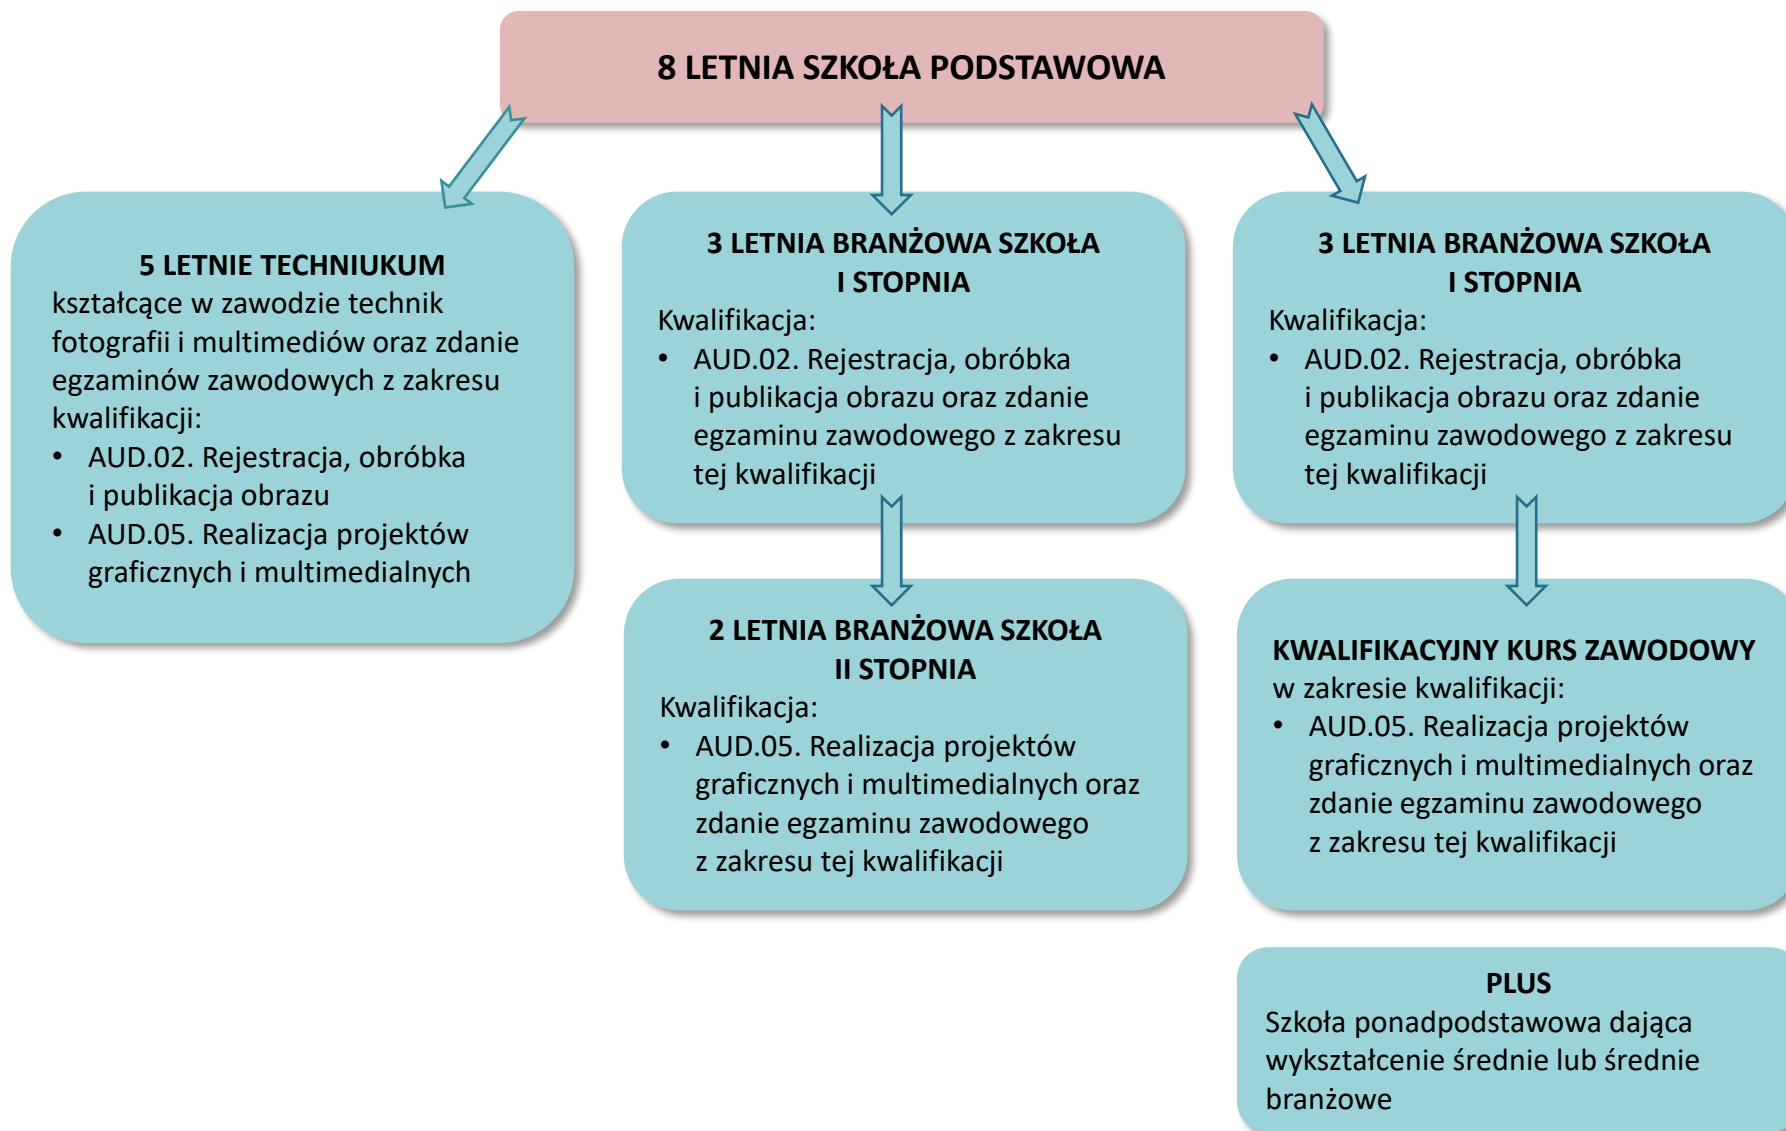 8 LETNIA SZKOŁA PODSTAWOWA
5 LETNIE TECHNIUKUM
kształcące w zawodzie technik
fotografii i multimediów oraz zdanie
egzaminów zawodowych z zakresu
kwalifikacji:
• AUD.02. Rejestracja, obróbka
i publikacja obrazu
• AUD.05. Realizacja projektów
graficznych i multimedialnych
3 LETNIA BRANŻOWA SZKOŁA
I STOPNIA
Kwalifikacja:
• AUD.02. Rejestracja, obróbka
i publikacja obrazu oraz zdanie
egzaminu zawodowego z zakresu
tej kwalifikacji
2 LETNIA BRANŻOWA SZKOŁA
II STOPNIA
Kwalifikacja:
• AUD.05. Realizacja projektów
graficznych i multimedialnych oraz
zdanie egzaminu zawodowego
z zakresu tej kwalifikacji
3 LETNIA BRANŻOWA SZKOŁA
I STOPNIA
Kwalifikacja:
• AUD.02. Rejestracja, obróbka
i publikacja obrazu oraz zdanie
egzaminu zawodowego z zakresu
tej kwalifikacji
KWALIFIKACYJNY KURS ZAWODOWY
w zakresie kwalifikacji:
• AUD.05. Realizacja projektów
graficznych i multimedialnych oraz
zdanie egzaminu zawodowego
z zakresu tej kwalifikacji
PLUS
Szkoła ponadpodstawowa dająca
wykształcenie średnie lub średnie
branżowe